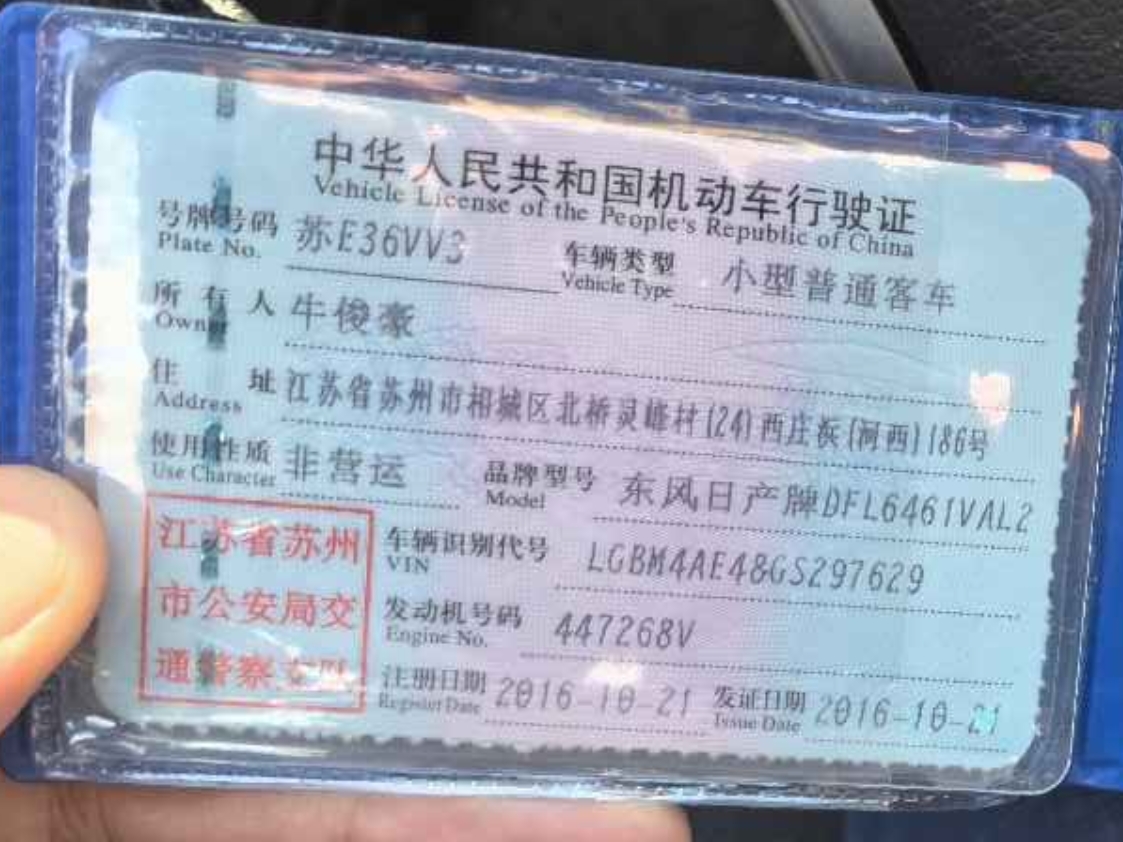 中华人民共和国机动车行驶证
Vehicle License of the People's Republic of China
号牌号码 苏E36VV3 车辆类型 小型普通客车
Plate No. Vehicle Type
所有人 牛俊豪
Owner
住址 江苏省苏州市相城区北桥灵峰村(24)西庄浜(河西)186号
Address
使用性质 非营运 品牌型号 东风日产牌DFL6461VAL2
Use Character Model
江苏省苏州
市公安局交
通警察支队
车辆识别代号 LGBM4AE48GS297629
VIN
发动机号码 447268V
Engine No.
注册日期 2016-10-21 发证日期 2016-10-21
Register Date Issue Date